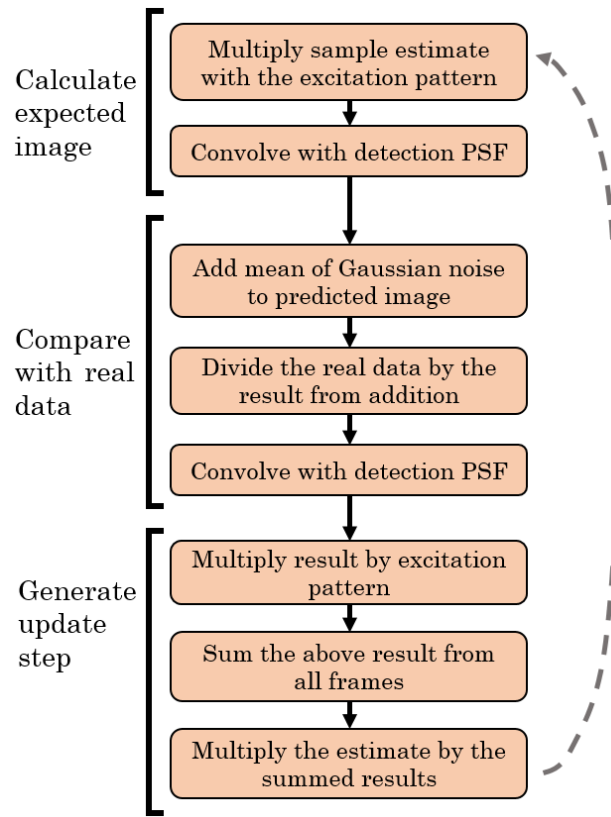 Calculate
expected
image
Multiply sample estimate
with the excitation pattern
Convolve with detection PSF
Compare
with real
data
Add mean of Gaussian noise
to predicted image
Divide the real data by the
result from addition
Convolve with detection PSF
Generate
update
step
Multiply result by excitation
pattern
Sum the above result from
all frames
Multiply the estimate by the
summed results